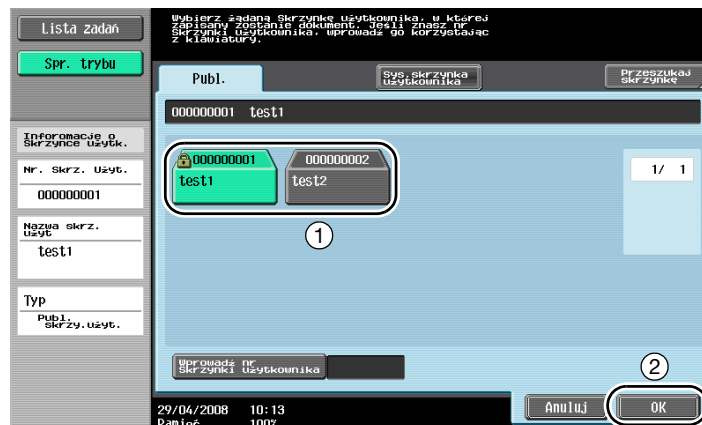 Lista zadań
Spr. trybu
Wybierz żądaną Skrzynkę użytkownika, w której
zapisany zostanie dokument. Jeśli znasz nr
Skrzynki Użytkownika, wprowadź go korzystając
z klawiatury.
Publ.
Sys.skrzynka
użytkownika
Przeszukaj
skrzynkę
000000001 test1
Inforomacje o
Skrzynce użytk.
Nr. Skrz. Użyt.
000000001
Nazwa skrz.
użyt
test1
Typ
Publ.
skrzy.użyt.
000000001
test1
000000002
test2
1/ 1
1
Wprowadź nr
Skrzynki użytkownika
2
Anuluj
OK
29/04/2008 10:13
Pamięć 100%